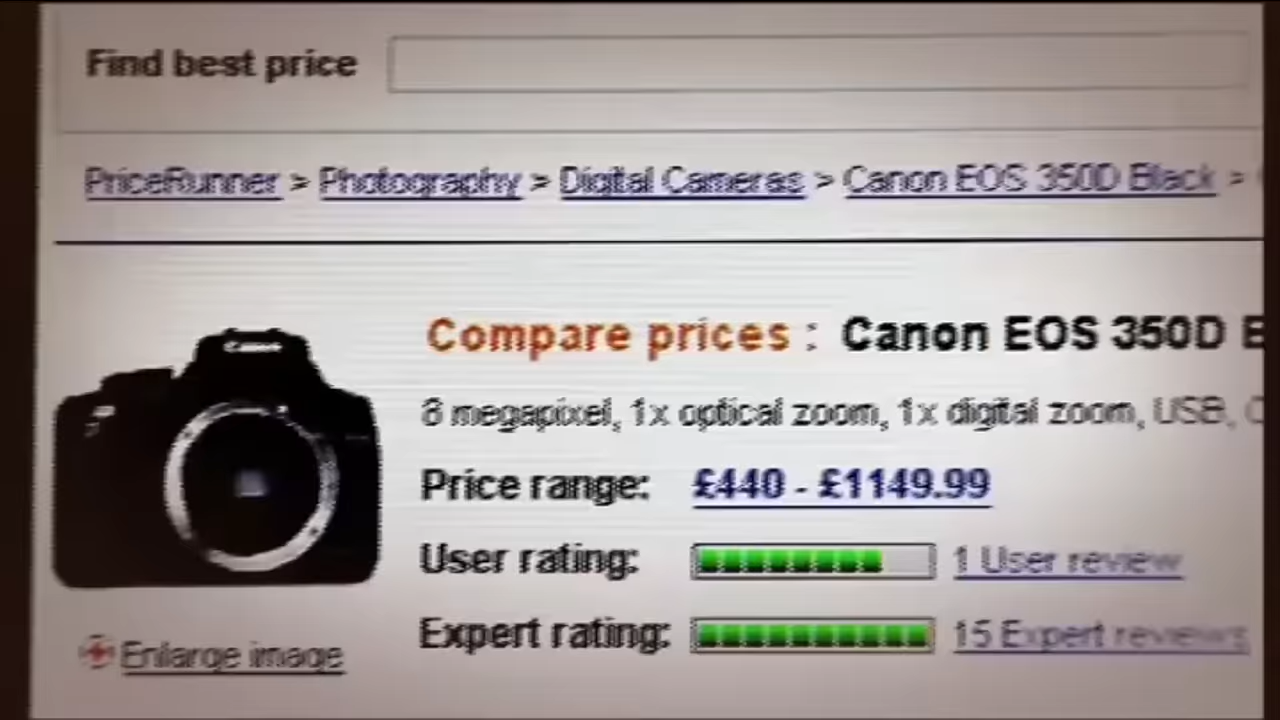 Find best price
PriceRunner > Photography > Digital Cameras > Canon EOS 350D Black >
Compare prices : Canon EOS 350D B
Canon
8 megapixel, 1x optical zoom, 1x digital zoom, USB,
Price range: £440 - £1149.99
User rating: 1 User review
Expert rating: 15 Expert reviews
Enlarge image